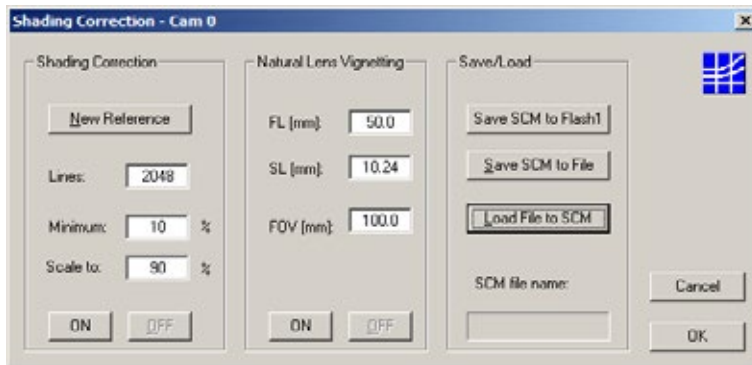 Shading Correction - Cam 0
Shading Correction
New Reference
Lines: 2048
Minimum: 10 %
Scale to: 90 %
ON OFF
Natural Lens Vignetting
FL [mm]: 50.0
SL [mm]: 10.24
FOV [mm]: 100.0
ON OFF
Save/Load
Save SCM to Flash1
Save SCM to File
Load File to SCM
SCM file name:
Cancel
OK